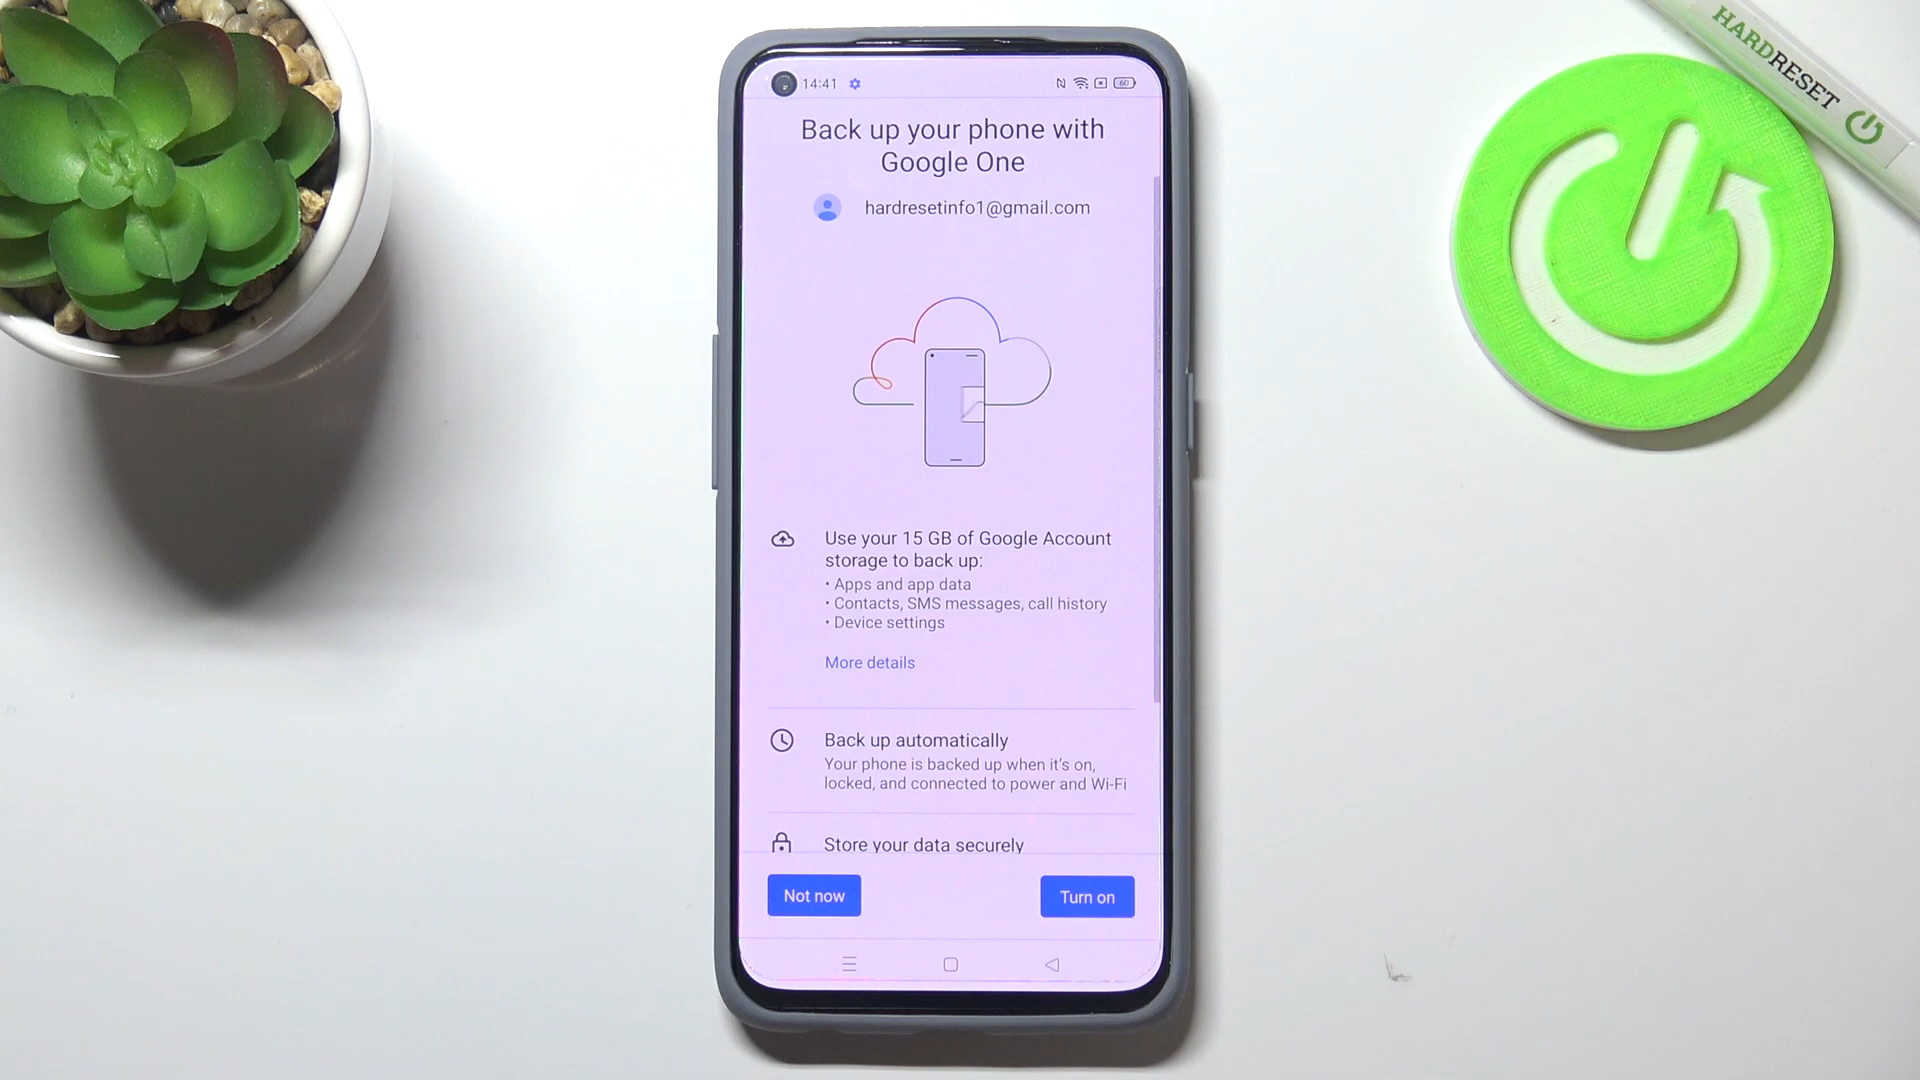 14:41
60
Back up your phone with
Google One
hardresetinfo1@gmail.com
Use your 15 GB of Google Account
storage to back up:
• Apps and app data
• Contacts, SMS messages, call history
• Device settings
More details
Back up automatically
Your phone is backed up when it's on,
locked, and connected to power and Wi-Fi
Store your data securely
Not now
Turn on
HARDRESET